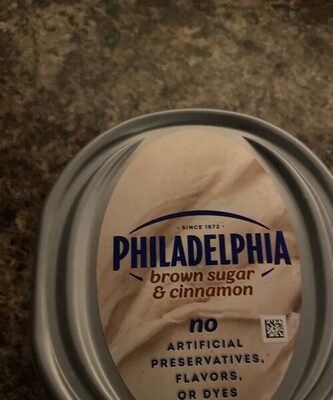 · SINCE 1872 ·
PHILADELPHIA
brown sugar
& cinnamon
no
ARTIFICIAL
PRESERVATIVES,
FLAVORS,
OR DYES